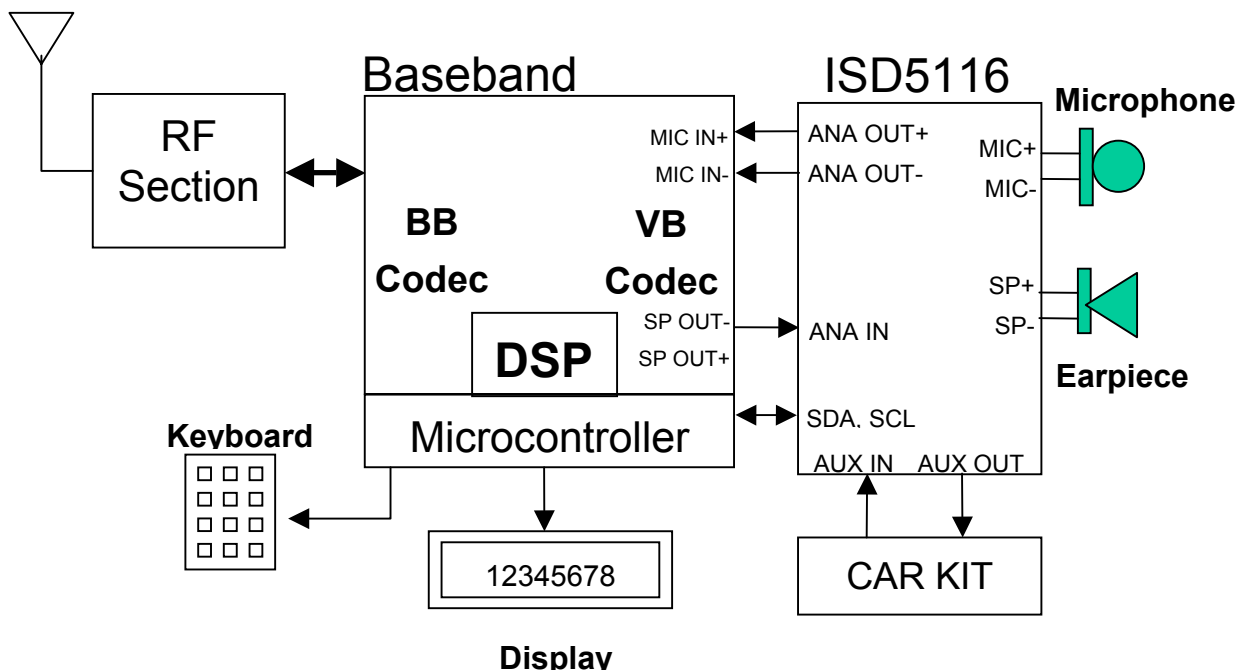 Baseband
ISD5116
Microphone
RF
Section
MIC IN+
MIC IN-
ANA OUT+
ANA OUT-
MIC+
MIC-
BB
Codec
VB
Codec
SP OUT-
SP OUT+
ANA IN
SP+
SP-
Earpiece
DSP
Microcontroller
SDA, SCL
AUX IN AUX OUT
Keyboard
12345678
Display
CAR KIT